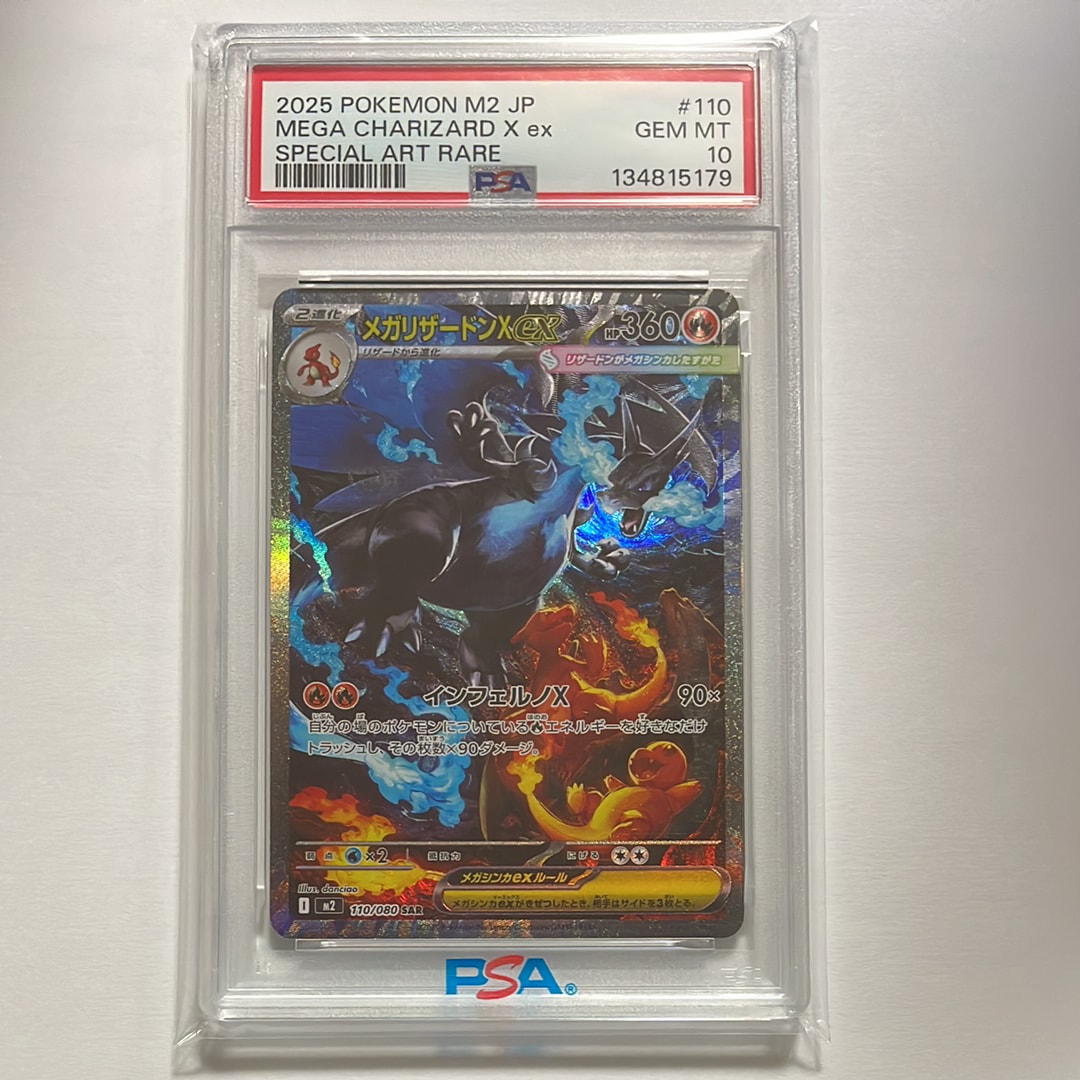 2025 POKEMON M2 JP #110
MEGA CHARIZARD X ex GEM MT
SPECIAL ART RARE 10
PSA 134815179
2進化 メガリザードンXex HP360
リザードから進化
リザードンがメガシンカしたすがた
インフェルノX 90×
自分の場のポケモンについているエネルギーを好きなだけ
トラッシュし、その枚数×90ダメージ。
弱点 ×2 抵抗力 にげる
メガシンカexルール
メガシンカexがきぜつしたとき、相手はサイドを3枚とる。
Illus. danciao
I M2 110/080 SAR
PSA®